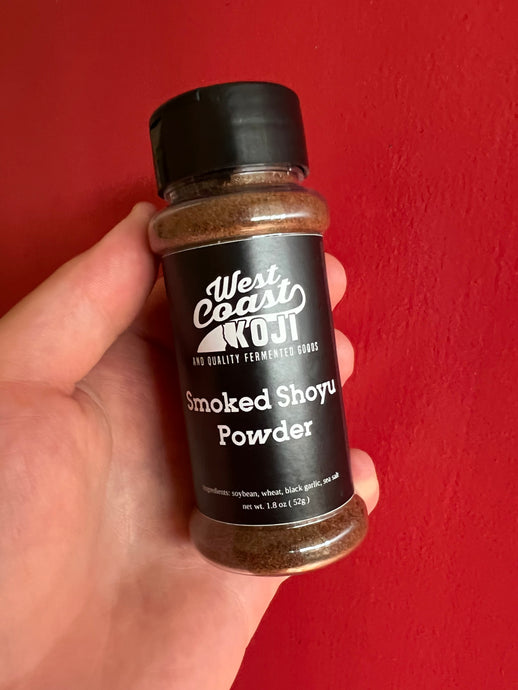 West
Coast
KOJI
AND QUALITY FERMENTED GOODS
Smoked Shoyu
Powder
Ingredients: soybean, wheat, black garlic, sea salt
net wt. 1.8 oz ( 52g )